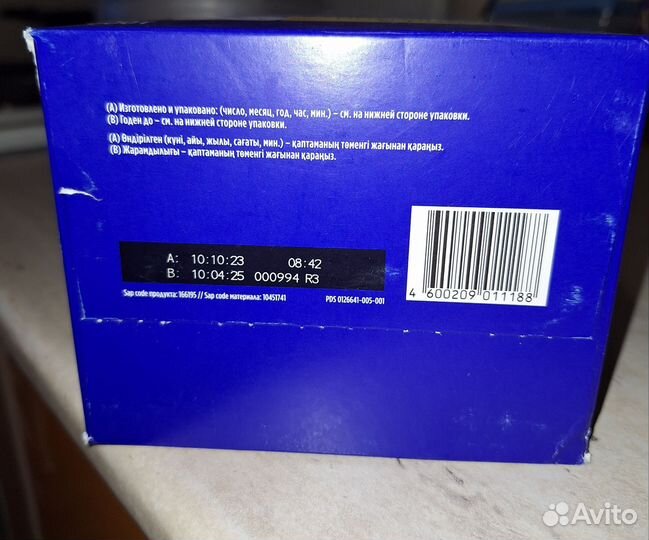 (A) Изготовлено и упаковано: (число, месяц, год, час, мин.) – см. на нижней стороне упаковки.
(B) Годен до – см. на нижней стороне упаковки.
(A) Өндірілген (күні, айы, жылы, сағаты, мин.) – қаптаманың төменгі жағынан қараңыз.
(B) Жарамдылығы – қаптаманың төменгі жағынан қараңыз.
A: 10:10:23 08:42
B: 10:04:25 000994 R3
Sap code продукта: 166195 // Sap code материала: 10451741 PDS 0126641-005-001
4 600209 011188
Avito